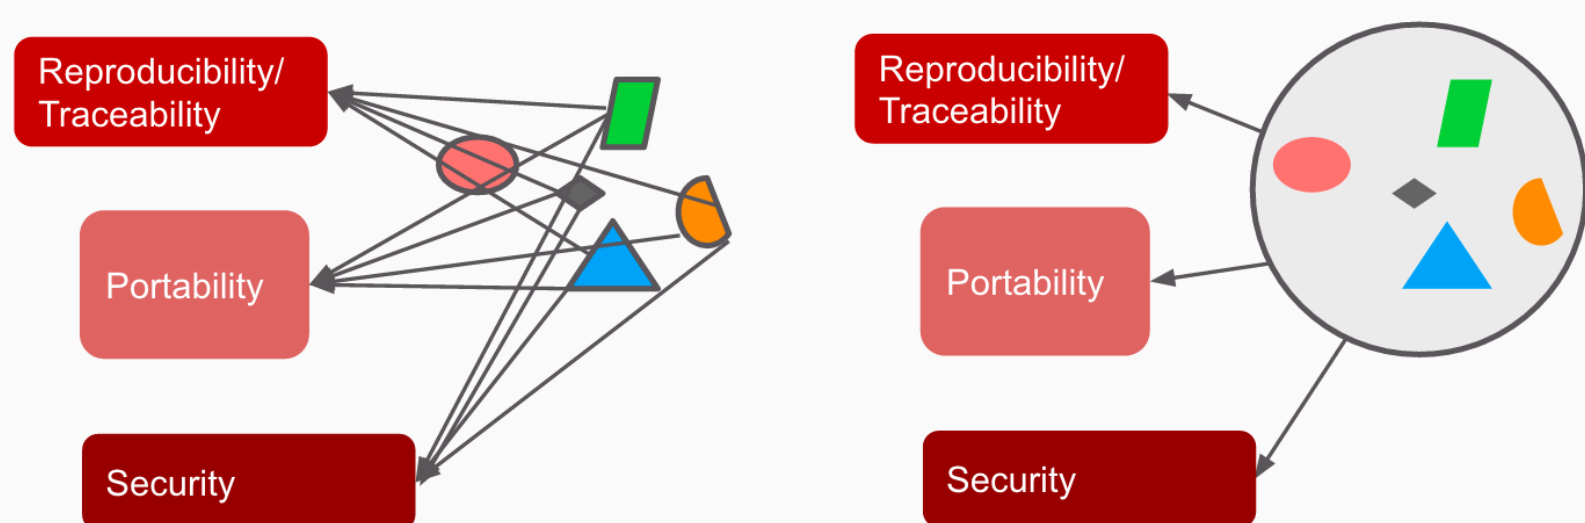 Reproducibility/
Traceability
Portability
Security
Reproducibility/
Traceability
Portability
Security